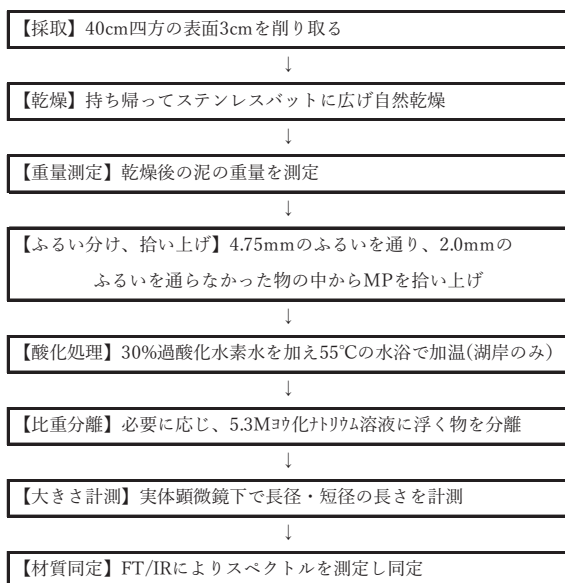 【採取】40cm四方の表面3cmを削り取る
↓
【乾燥】持ち帰ってステンレスバットに広げ自然乾燥
↓
【重量測定】乾燥後の泥の重量を測定
↓
【ふるい分け、拾い上げ】4.75mmのふるいを通り、2.0mmの
ふるいを通らなかった物の中からMPを拾い上げ
↓
【酸化処理】30%過酸化水素水を加え55℃の水浴で加温(湖岸のみ)
↓
【比重分離】必要に応じ、5.3Mﾖｳ化ﾅﾄﾘｳﾑ溶液に浮く物を分離
↓
【大きさ計測】実体顕微鏡下で長径・短径の長さを計測
↓
【材質同定】FT/IRによりスペクトルを測定し同定